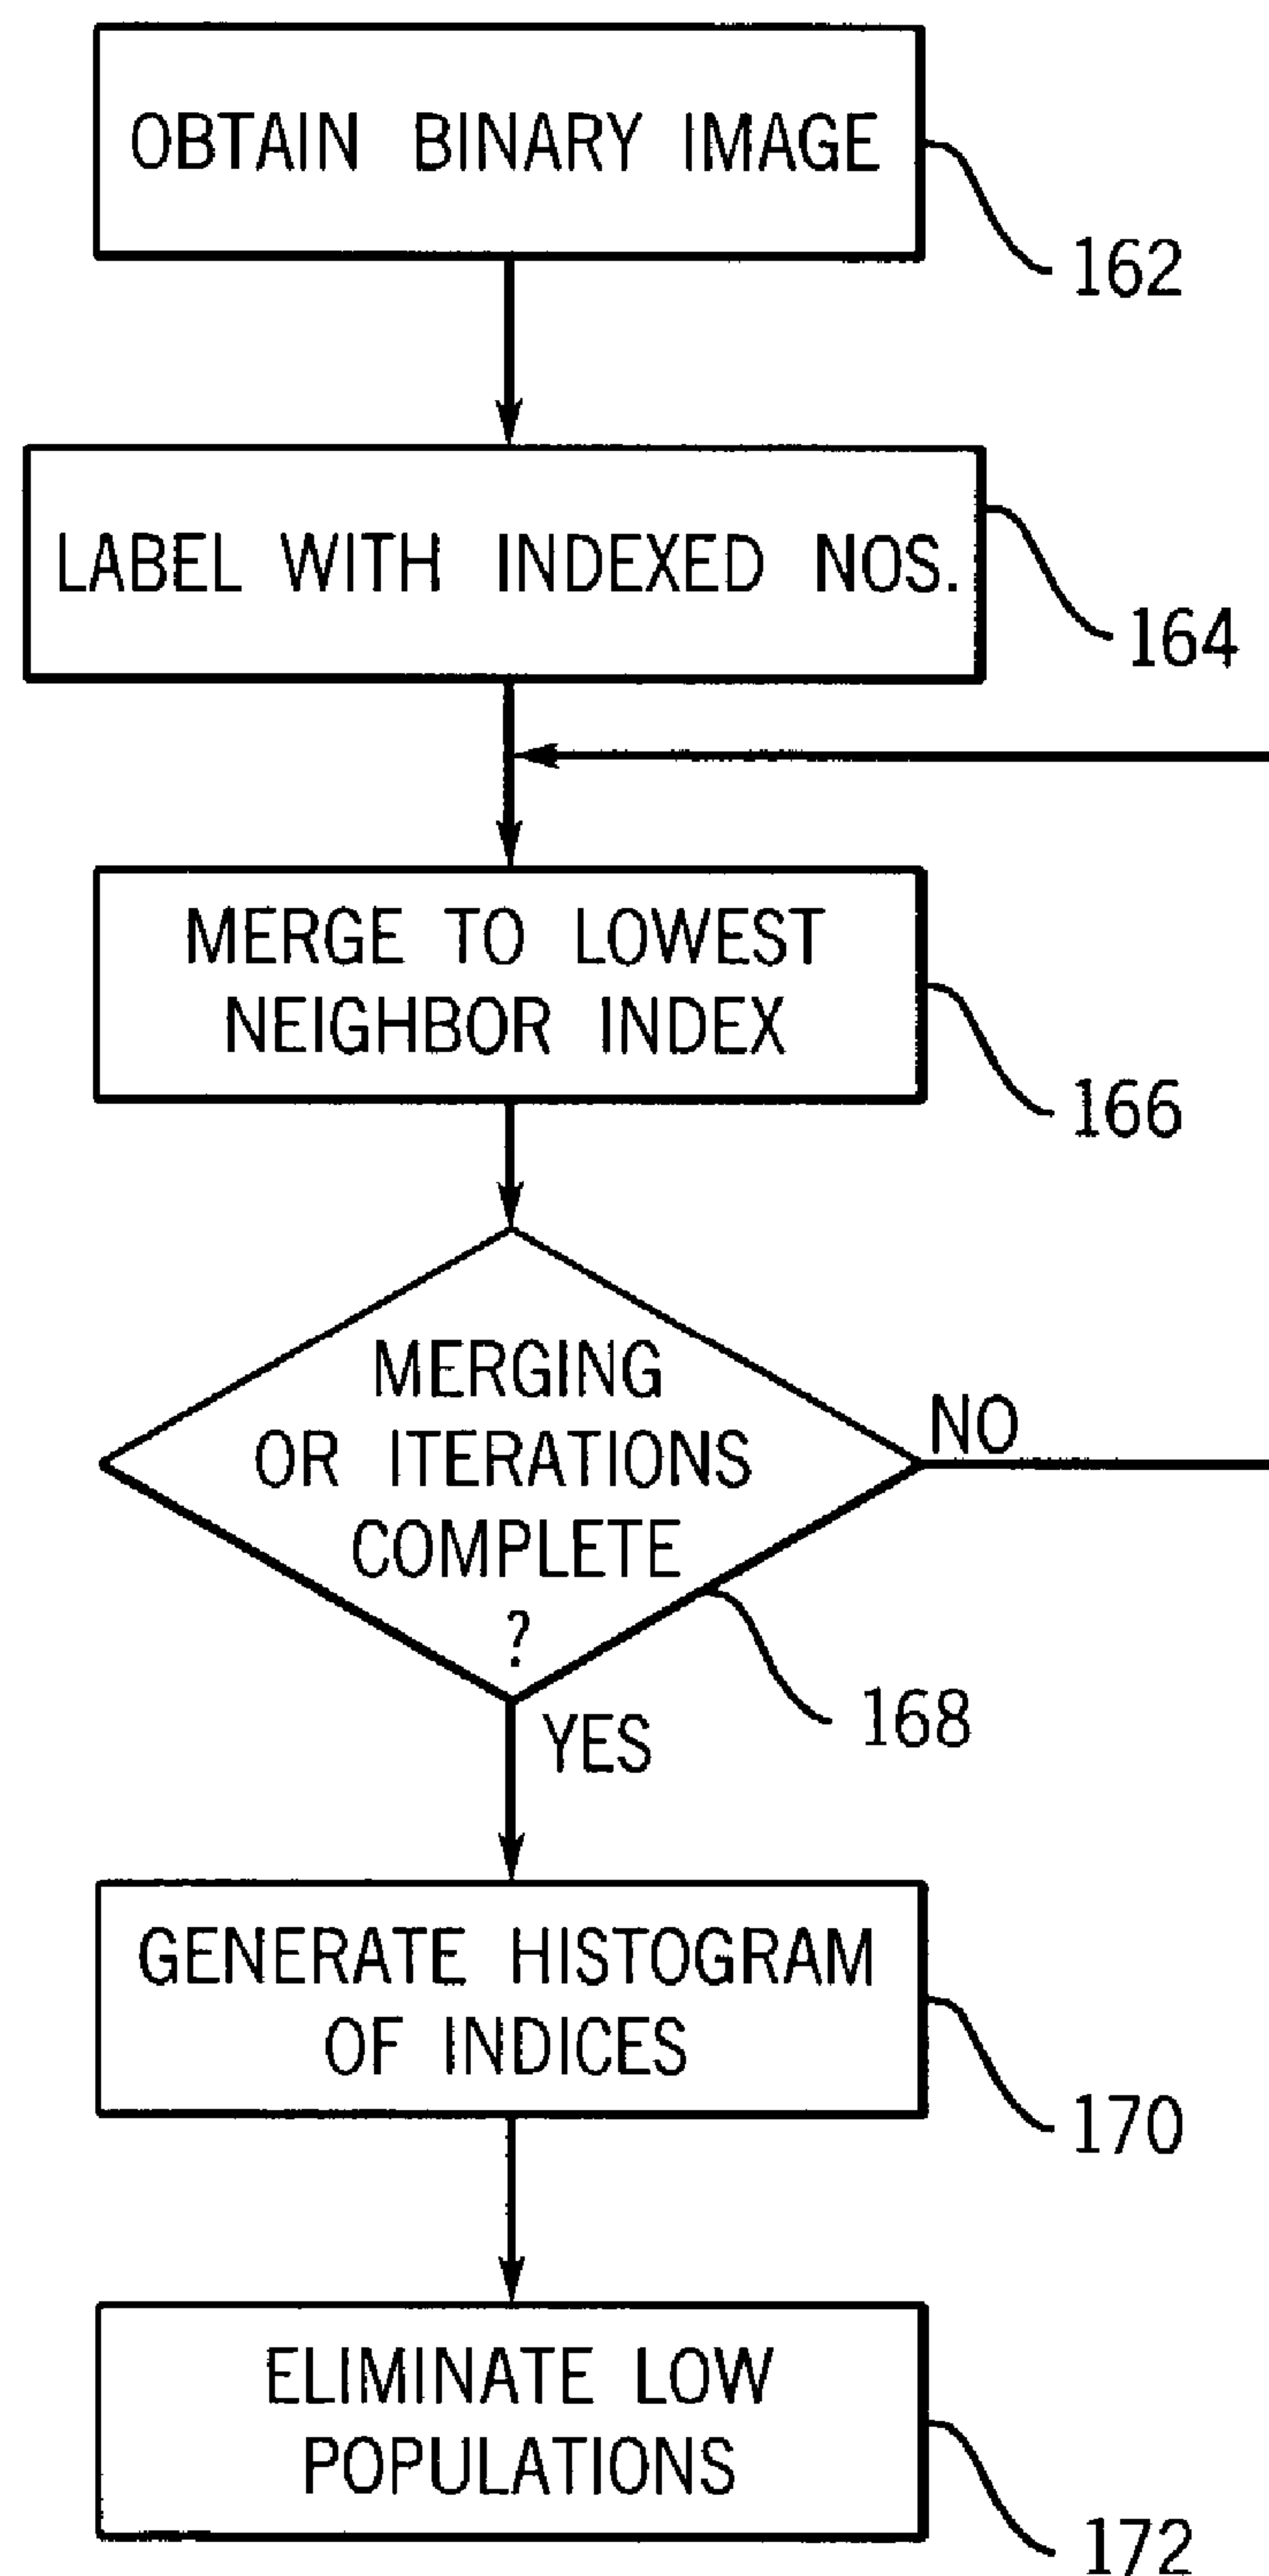 OBTAIN BINARY IMAGE
162
LABEL WITH INDEXED NOS.
164
MERGE TO LOWEST
NEIGHBOR INDEX
166
MERGING
OR ITERATIONS
COMPLETE
?
NO
168
YES
GENERATE HISTOGRAM
OF INDICES
170
ELIMINATE LOW
POPULATIONS
172